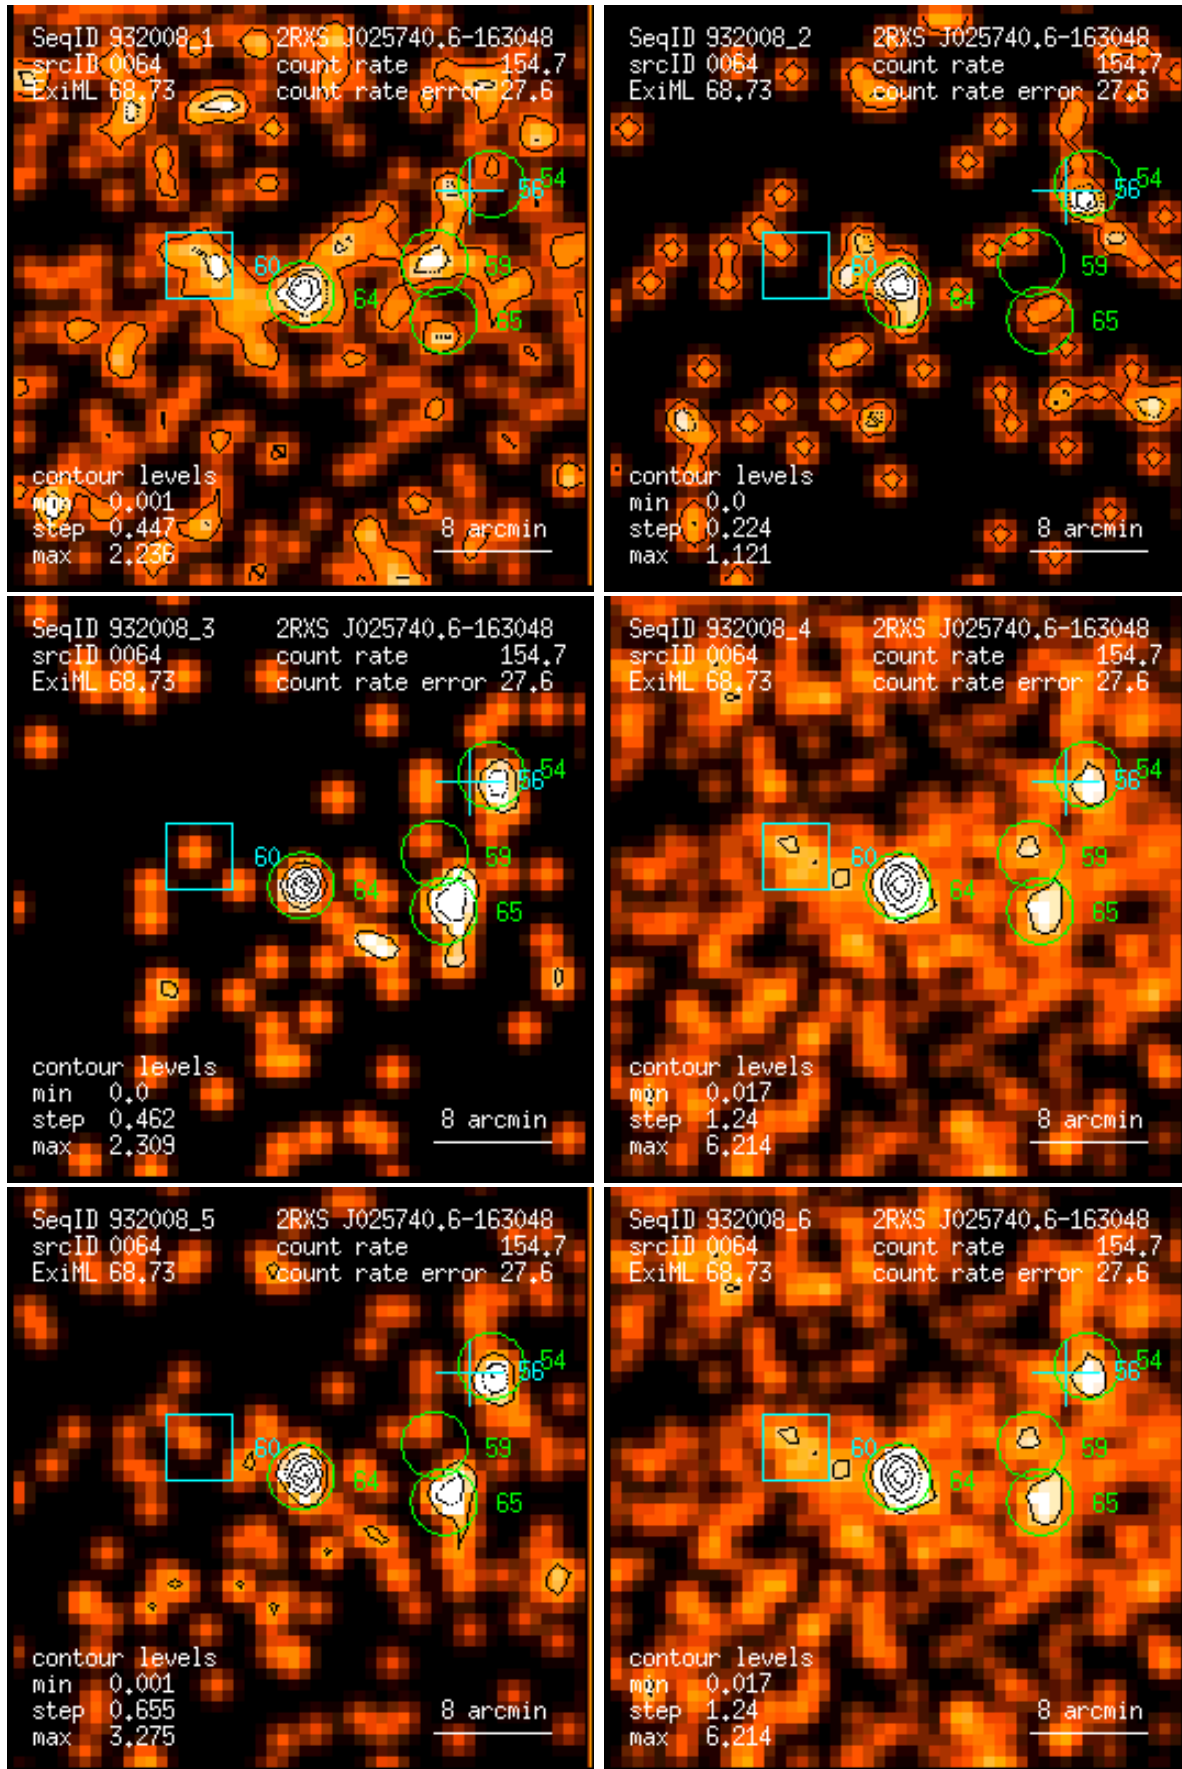 SeqID 932008_1 2RXS J025740.6-163048
srcID 0064 count rate 154.7
ExiML 68.73 count rate error 27.6
54
56
59
60
64
65
contour levels
min 0.001
step 0.447 8 arcmin
max 2.236
SeqID 932008_2 2RXS J025740.6-163048
srcID 0064 count rate 154.7
ExiML 68.73 count rate error 27.6
54
56
59
60
64
65
contour levels
min 0.0
step 0.224 8 arcmin
max 1.121
SeqID 932008_3 2RXS J025740.6-163048
srcID 0064 count rate 154.7
ExiML 68.73 count rate error 27.6
54
56
59
60
64
65
contour levels
min 0.0
step 0.462 8 arcmin
max 2.309
SeqID 932008_4 2RXS J025740.6-163048
srcID 0064 count rate 154.7
ExiML 68.73 count rate error 27.6
54
56
59
60
64
65
contour levels
min 0.017
step 1.24 8 arcmin
max 6.214
SeqID 932008_5 2RXS J025740.6-163048
srcID 0064 count rate 154.7
ExiML 68.73 count rate error 27.6
54
56
59
60
64
65
contour levels
min 0.001
step 0.655 8 arcmin
max 3.275
SeqID 932008_6 2RXS J025740.6-163048
srcID 0064 count rate 154.7
ExiML 68.73 count rate error 27.6
54
56
59
60
64
65
contour levels
min 0.017
step 1.24 8 arcmin
max 6.214